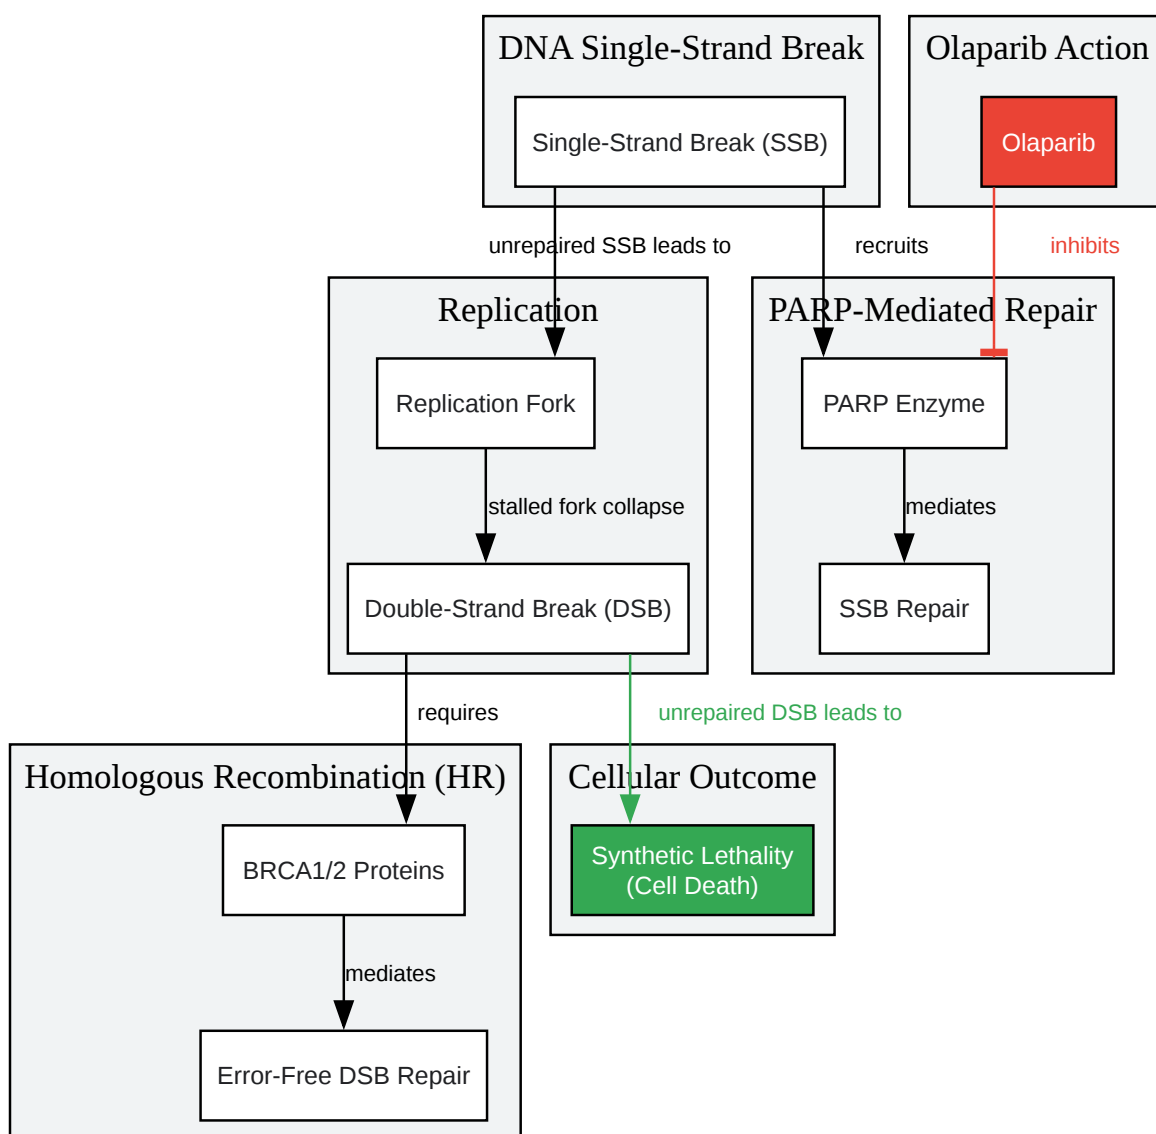 DNA Single-Strand Break
Olaparib Action
Single-Strand Break (SSB)
Olaparib
unrepaired SSB leads to
recruits
inhibits
Replication
PARP-Mediated Repair
Replication Fork
PARP Enzyme
stalled fork collapse
mediates
Double-Strand Break (DSB)
SSB Repair
requires
unrepaired DSB leads to
Homologous Recombination (HR)
Cellular Outcome
BRCA1/2 Proteins
Synthetic Lethality
(Cell Death)
mediates
Error-Free DSB Repair